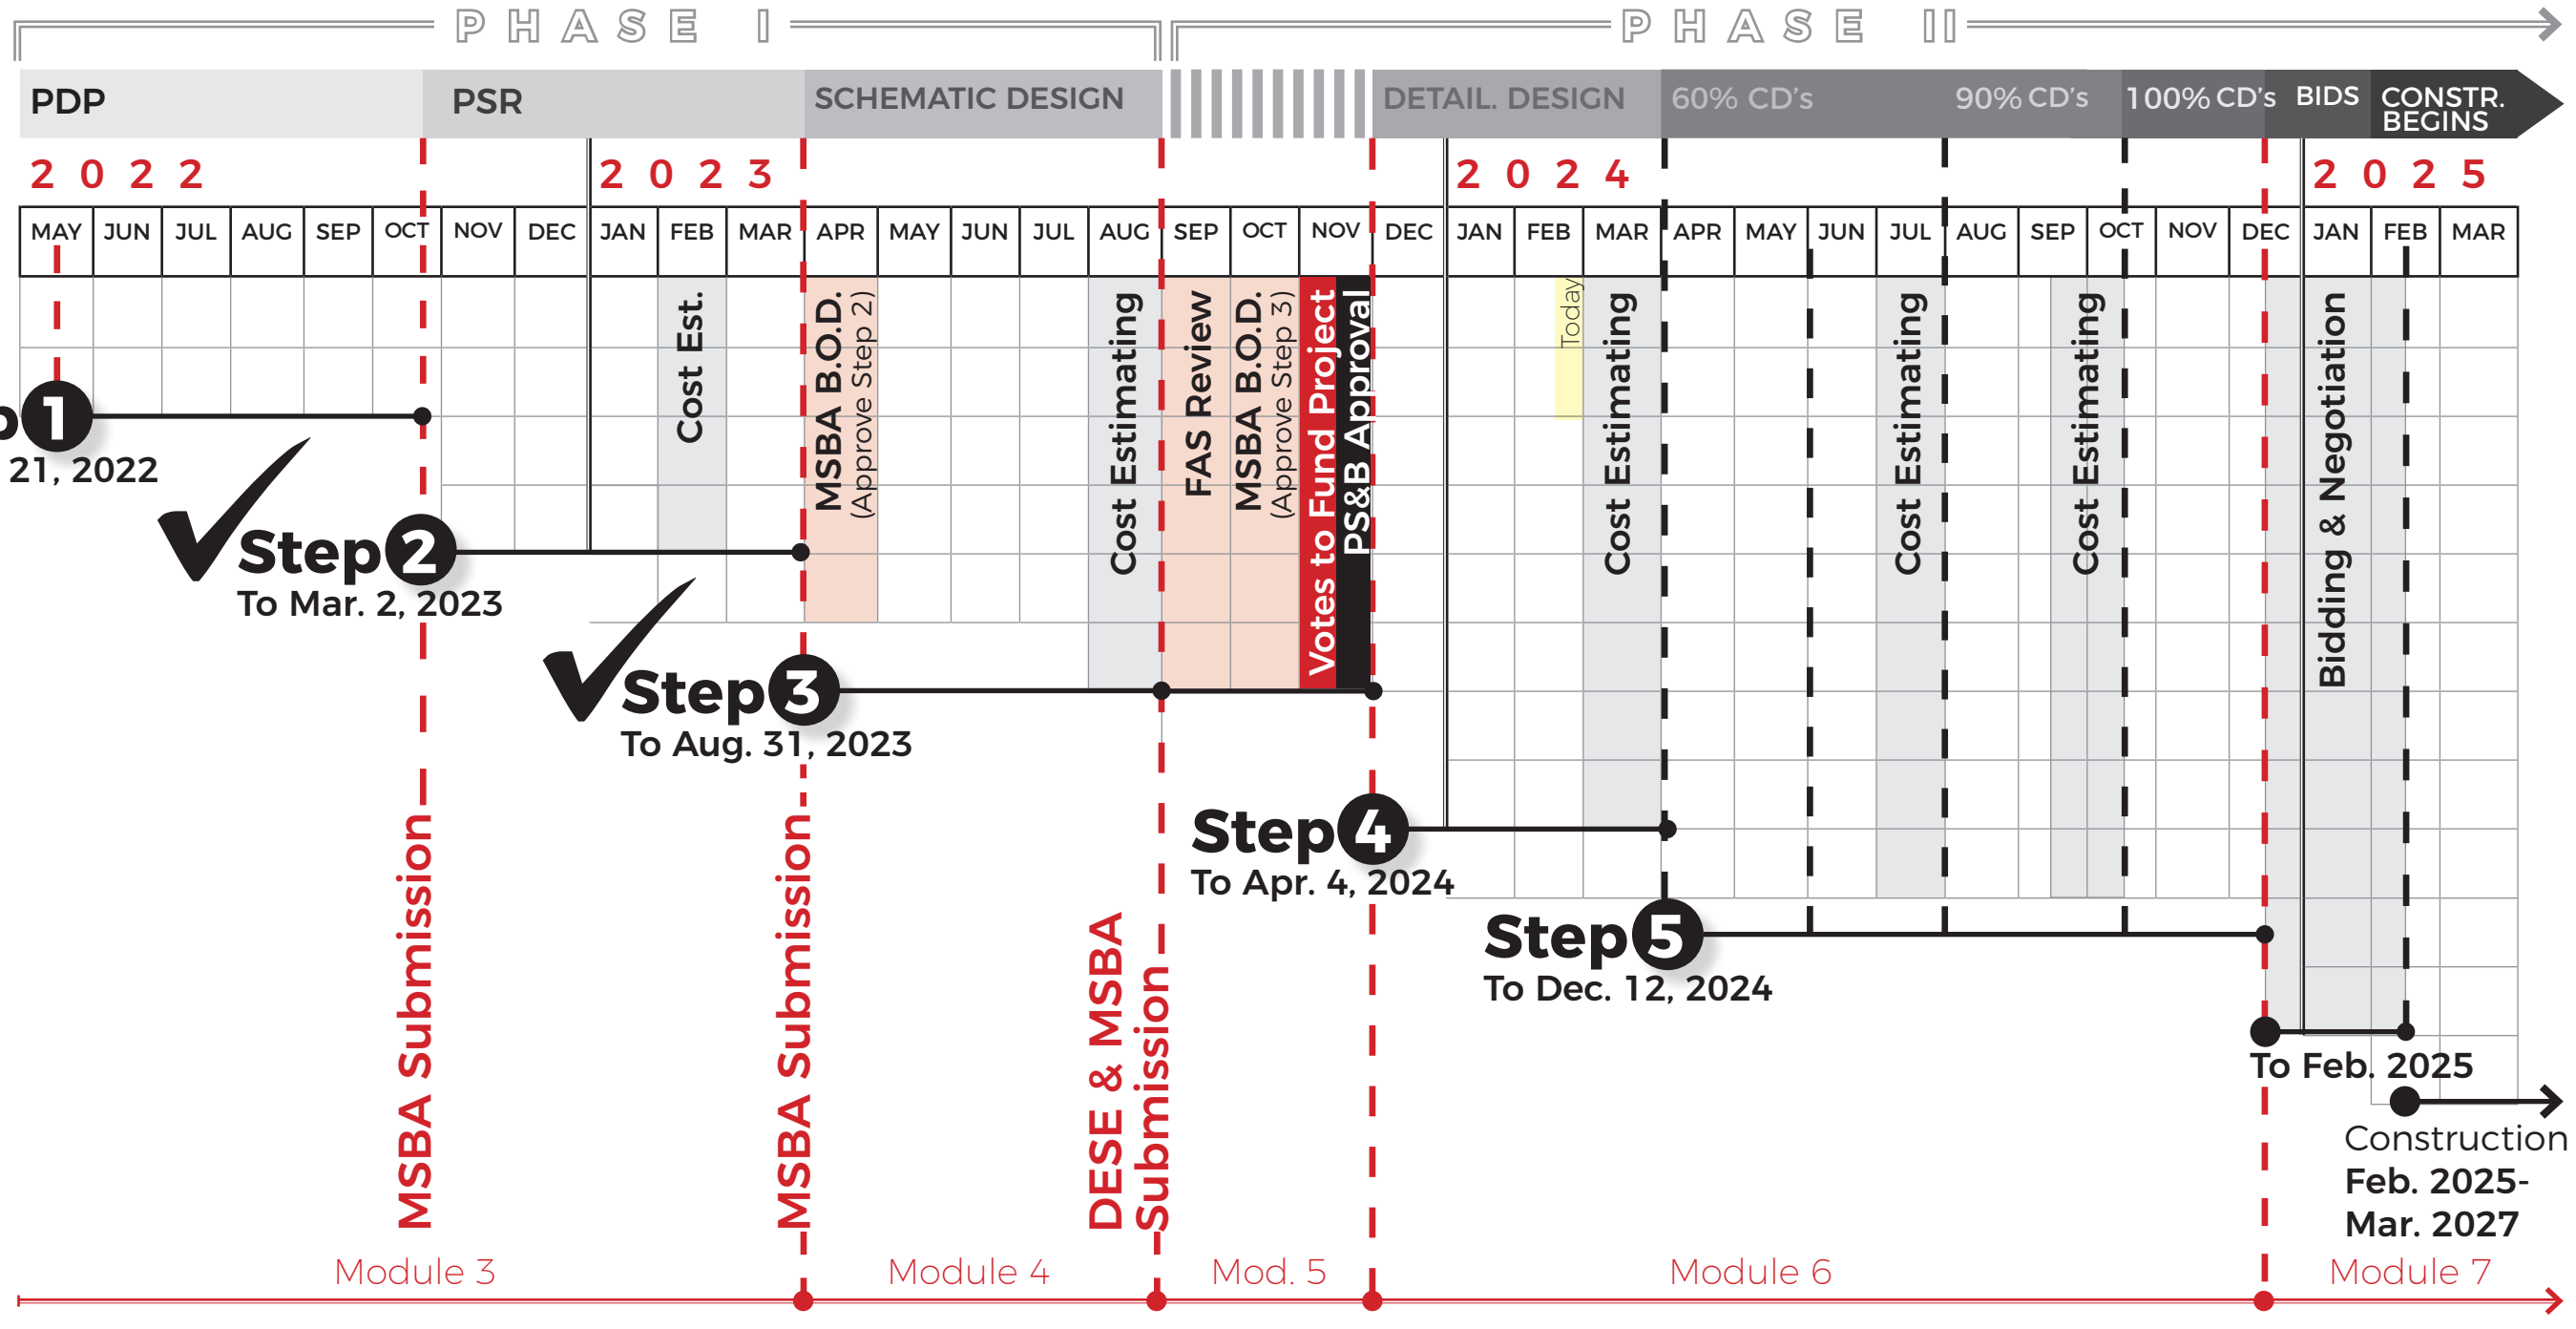 PHASE I
PHASE II
PDP
PSR
SCHEMATIC DESIGN
DETAIL. DESIGN
60% CD's
90% CD's
100% CD's
BIDS
CONSTR.
BEGINS
2022
2023
2024
2025
MAY JUN JUL AUG SEP OCT NOV DEC JAN FEB MAR APR MAY JUN JUL AUG SEP OCT NOV DEC JAN FEB MAR APR MAY JUN JUL AUG SEP OCT NOV DEC JAN FEB MAR
Cost Est.
MSBA B.O.D.
(Approve Step 2)
Cost Estimating
FAS Review
MSBA B.O.D.
(Approve Step 3)
Votes to Fund Project
PS&B Approval
Today
Cost Estimating
Cost Estimating
Cost Estimating
Bidding & Negotiation
p 1
21, 2022
Step 2
To Mar. 2, 2023
Step 3
To Aug. 31, 2023
Step 4
To Apr. 4, 2024
Step 5
To Dec. 12, 2024
To Feb. 2025
Construction
Feb. 2025-
Mar. 2027
MSBA Submission
MSBA Submission
DESE & MSBA
Submission
Module 3
Module 4
Mod. 5
Module 6
Module 7